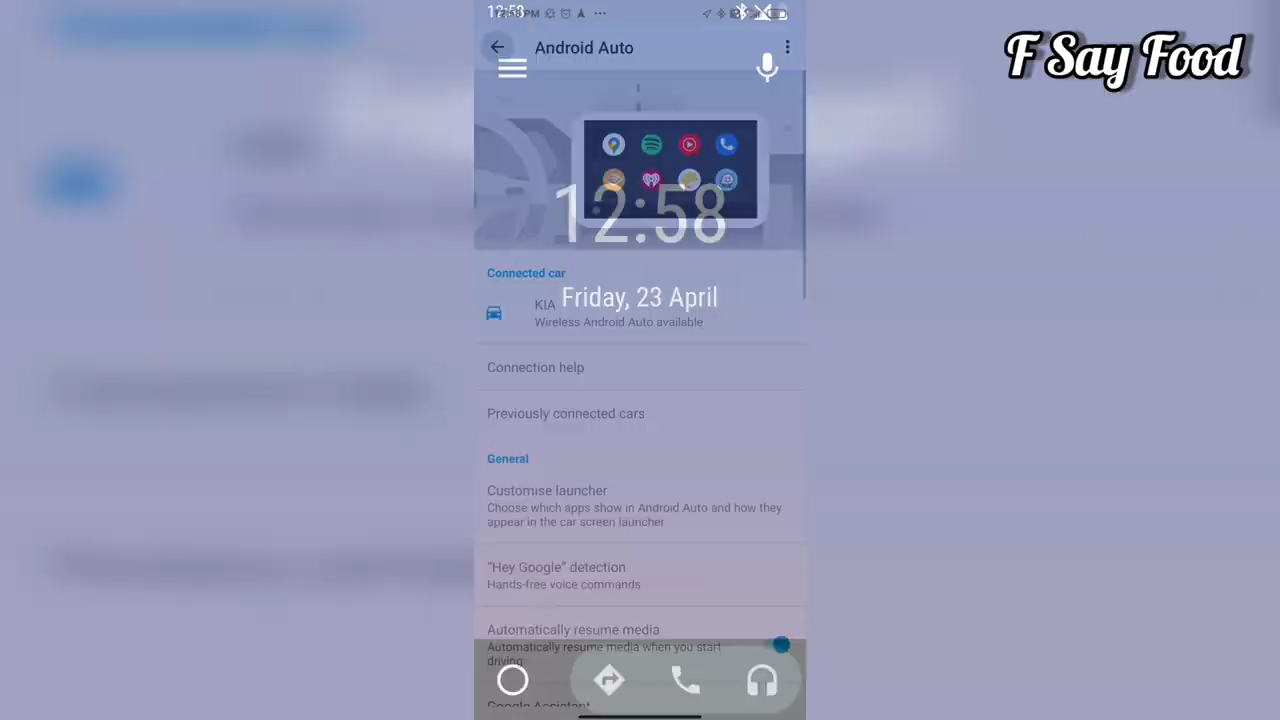 12:58
12:58 PM
Android Auto
F Say Food
12:58
Connected car
KIA
Friday, 23 April
Wireless Android Auto available
Connection help
Previously connected cars
General
Customise launcher
Choose which apps show in Android Auto and how they
appear in the car screen launcher
“Hey Google” detection
Hands-free voice commands
Automatically resume media
Automatically resume media when you start
driving
Google Assistant